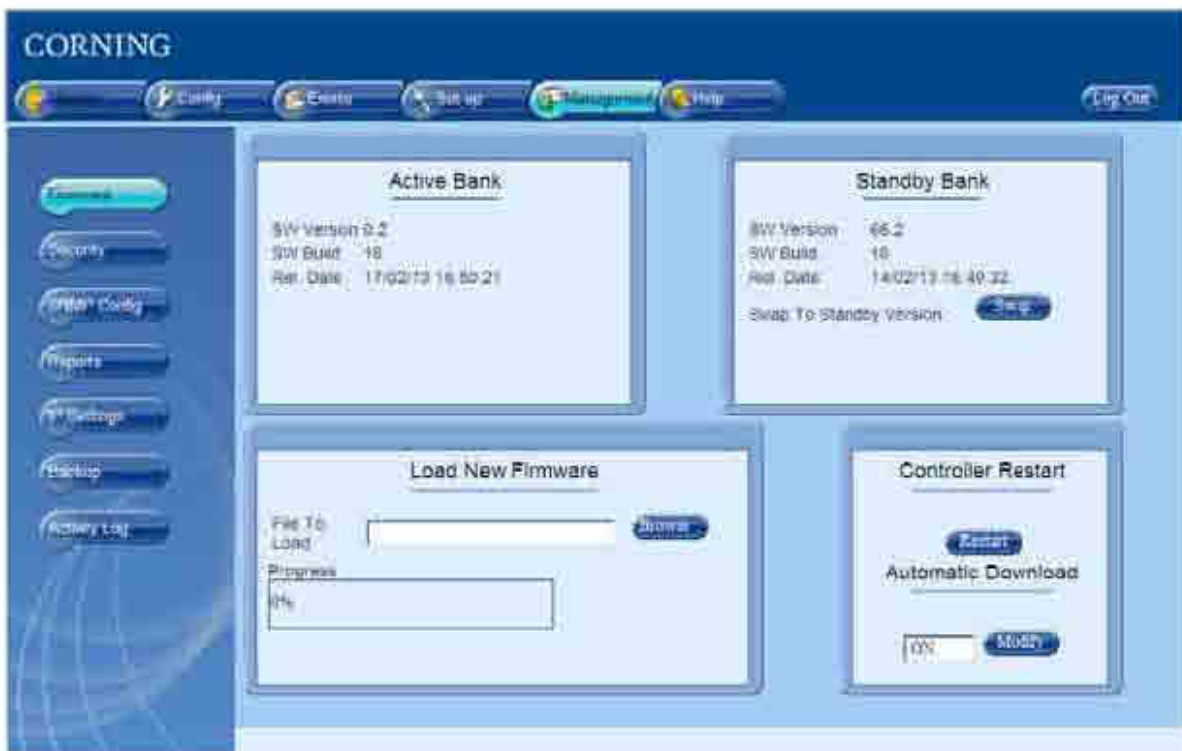 CORNING
Config
Events
Set up
Management
Help
Log Out
Firmware
Security
SNMP Config
Reports
IP Settings
Backup
Activity Log
Active Bank
SW Version 0.2
SW Build 18
Rel. Date 17/02/13 16:50:21
Standby Bank
SW Version 66.2
SW Build 18
Rel. Date 14/02/13 16:49:32
Swap To Standby Version Swap
Load New Firmware
File To
Load
Browse
Progress
0%
Controller Restart
Restart
Automatic Download
ON Modify